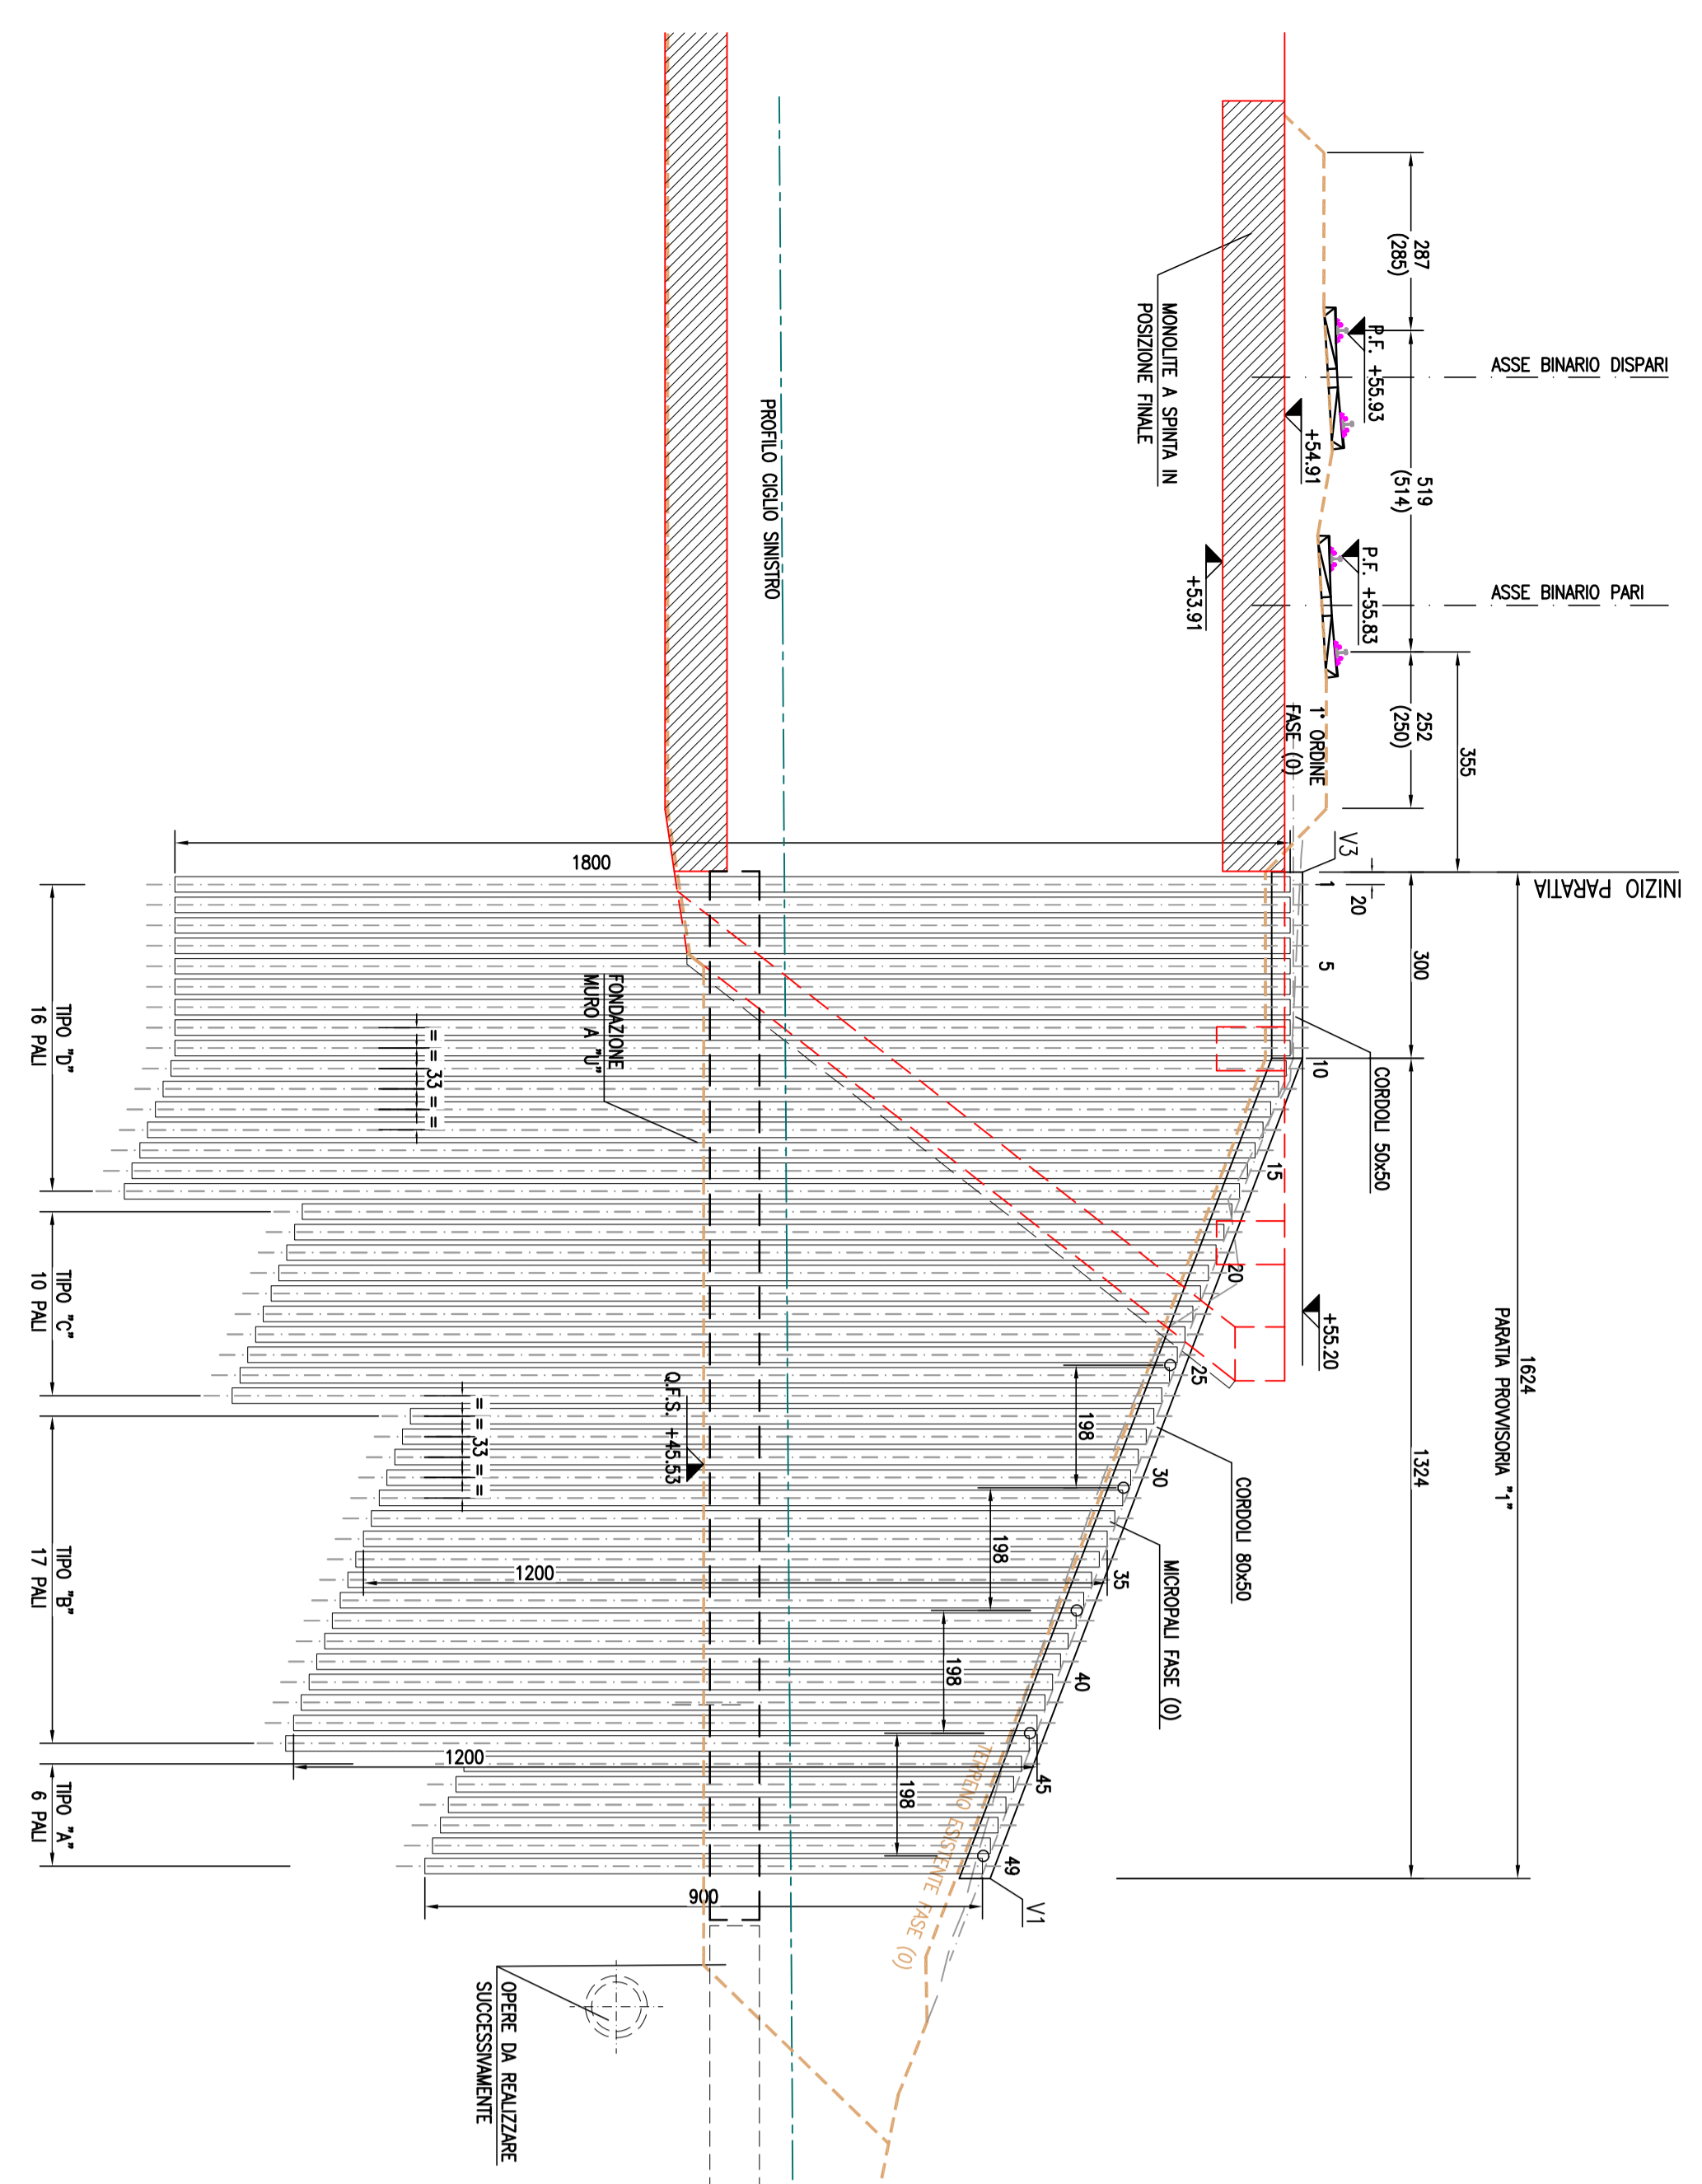 INIZIO PARATIA
ASSE BINARIO DISPARI
ASSE BINARIO PARI
1624
PARATIA PROVVISORIA "1"
287
(285)
519
(514)
252
(250)
355
300
1324
20
P.F. +55.93
P.F. +55.83
+54.91
+53.91
+55.20
1° ORDINE
FASE (0)
V3
1
5
10
15
20
25
30
35
40
45
49
V1
CORDOLI 50x50
CORDOLI 80x50
MICROPALI FASE (0)
MONOLITE A SPINTA IN
POSIZIONE FINALE
PROFILO CIGLIO SINISTRO
198
198
198
198
TERRENO ESISTENTE FASE (0)
FONDAZIONE
MURO A "U"
Q.F.S. +45.53
1800
1200
1200
900
= = 33 = =
= = 33 = =
OPERE DA REALIZZARE
SUCCESSIVAMENTE
TIPO "D"
16 PALI
TIPO "C"
10 PALI
TIPO "B"
17 PALI
TIPO "A"
6 PALI